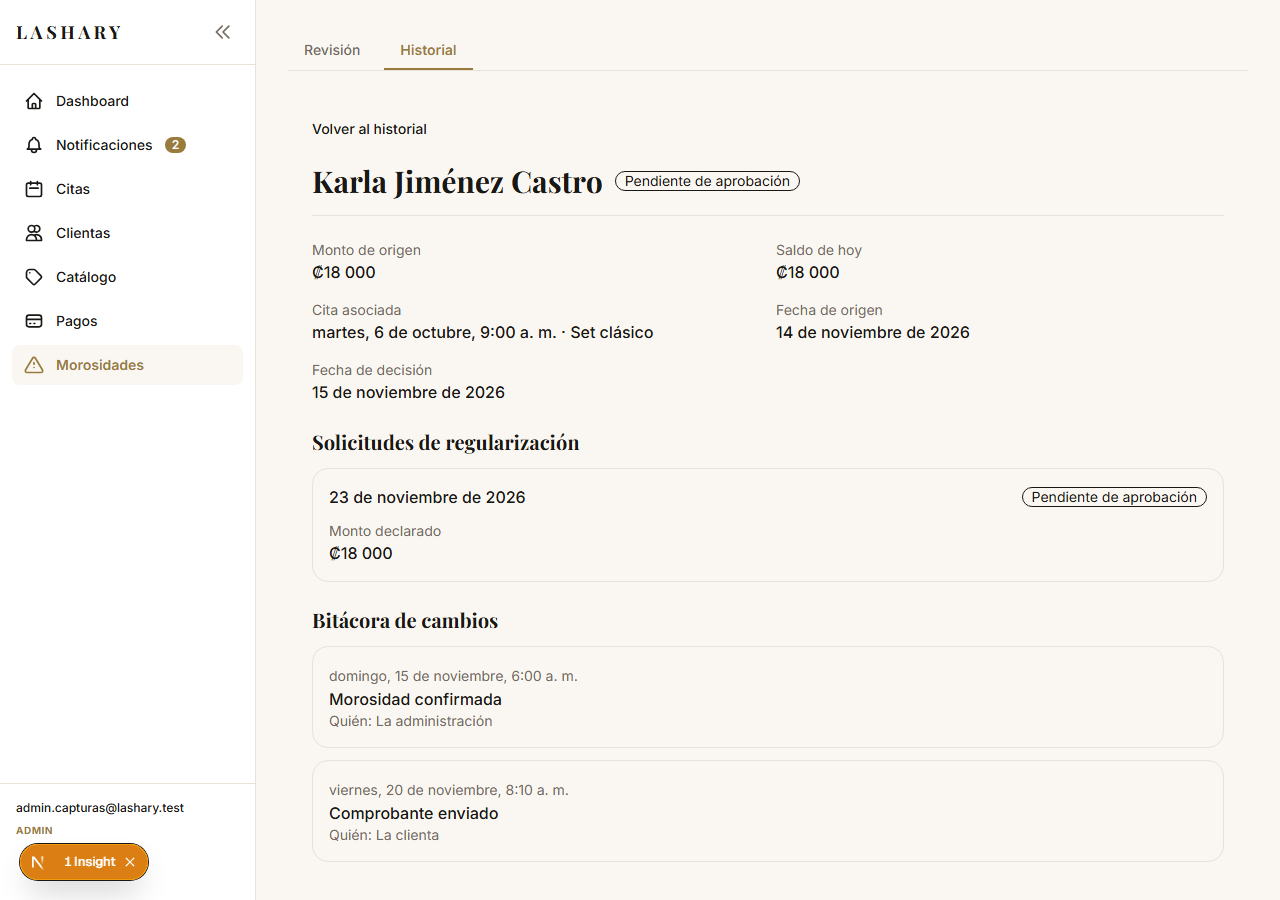 LASHARY
Dashboard
Notificaciones 2
Citas
Clientas
Catálogo
Pagos
Morosidades
admin.capturas@lashary.test
ADMIN
1 Insight
Revisión
Historial
Volver al historial
Karla Jiménez Castro
Pendiente de aprobación
Monto de origen
₡18 000
Saldo de hoy
₡18 000
Cita asociada
martes, 6 de octubre, 9:00 a. m. · Set clásico
Fecha de origen
14 de noviembre de 2026
Fecha de decisión
15 de noviembre de 2026
Solicitudes de regularización
23 de noviembre de 2026
Pendiente de aprobación
Monto declarado
₡18 000
Bitácora de cambios
domingo, 15 de noviembre, 6:00 a. m.
Morosidad confirmada
Quién: La administración
viernes, 20 de noviembre, 8:10 a. m.
Comprobante enviado
Quién: La clienta